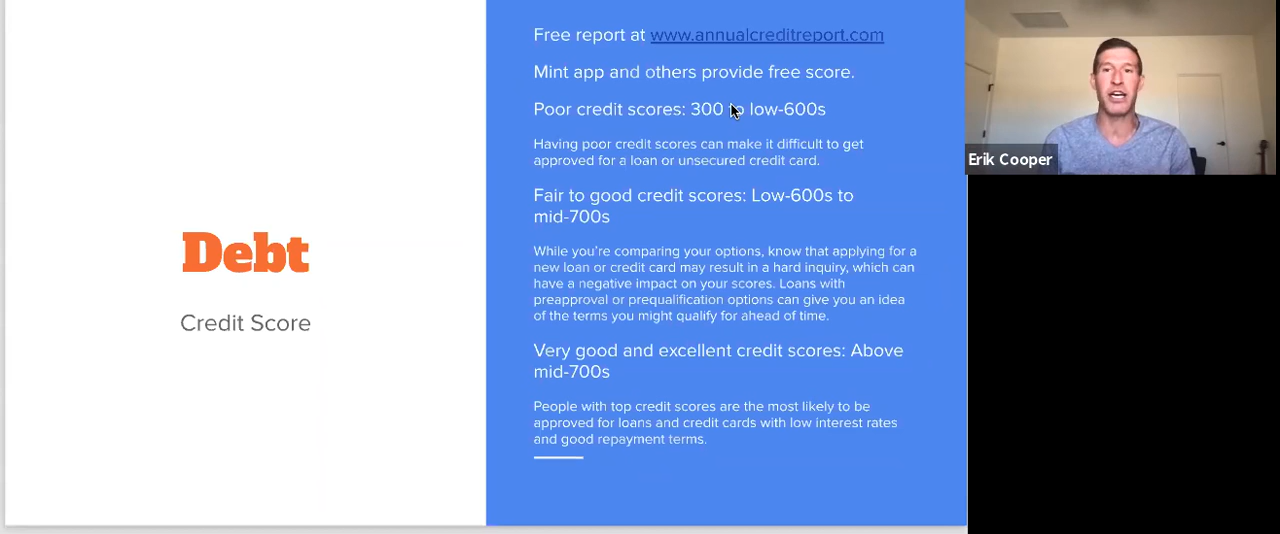 Debt
Credit Score
Free report at www.annualcreditreport.com
Mint app and others provide free score.
Poor credit scores: 300 to low-600s
Having poor credit scores can make it difficult to get
approved for a loan or unsecured credit card.
Fair to good credit scores: Low-600s to
mid-700s
While you’re comparing your options, know that applying for a
new loan or credit card may result in a hard inquiry, which can
have a negative impact on your scores. Loans with
preapproval or prequalification options can give you an idea
of the terms you might qualify for ahead of time.
Very good and excellent credit scores: Above
mid-700s
People with top credit scores are the most likely to be
approved for loans and credit cards with low interest rates
and good repayment terms.
Erik Cooper